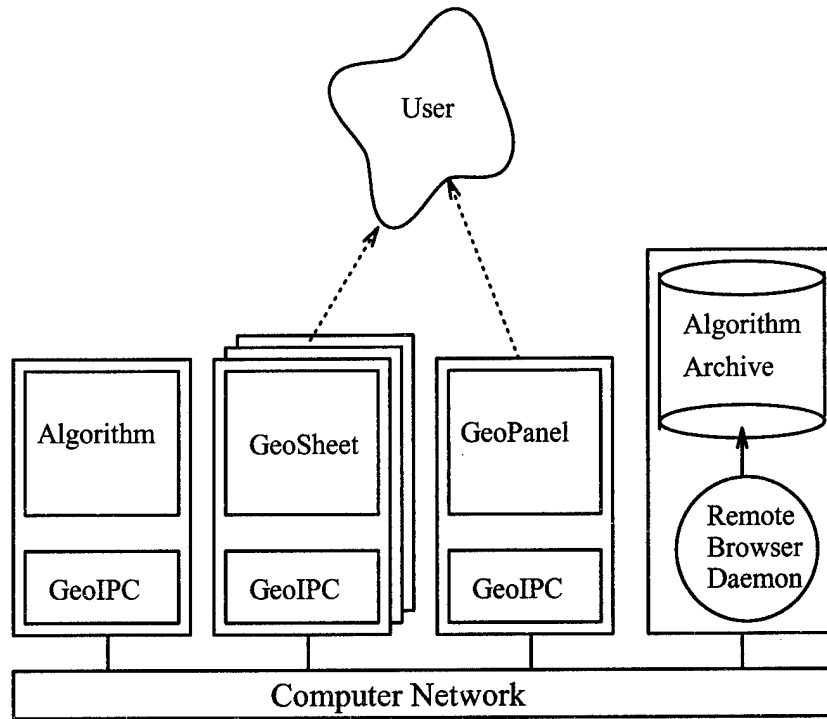 User
Algorithm
Archive
Algorithm
GeoSheet
GeoPanel
Remote
Browser
Daemon
GeoIPC
GeoIPC
GeoIPC
Computer Network